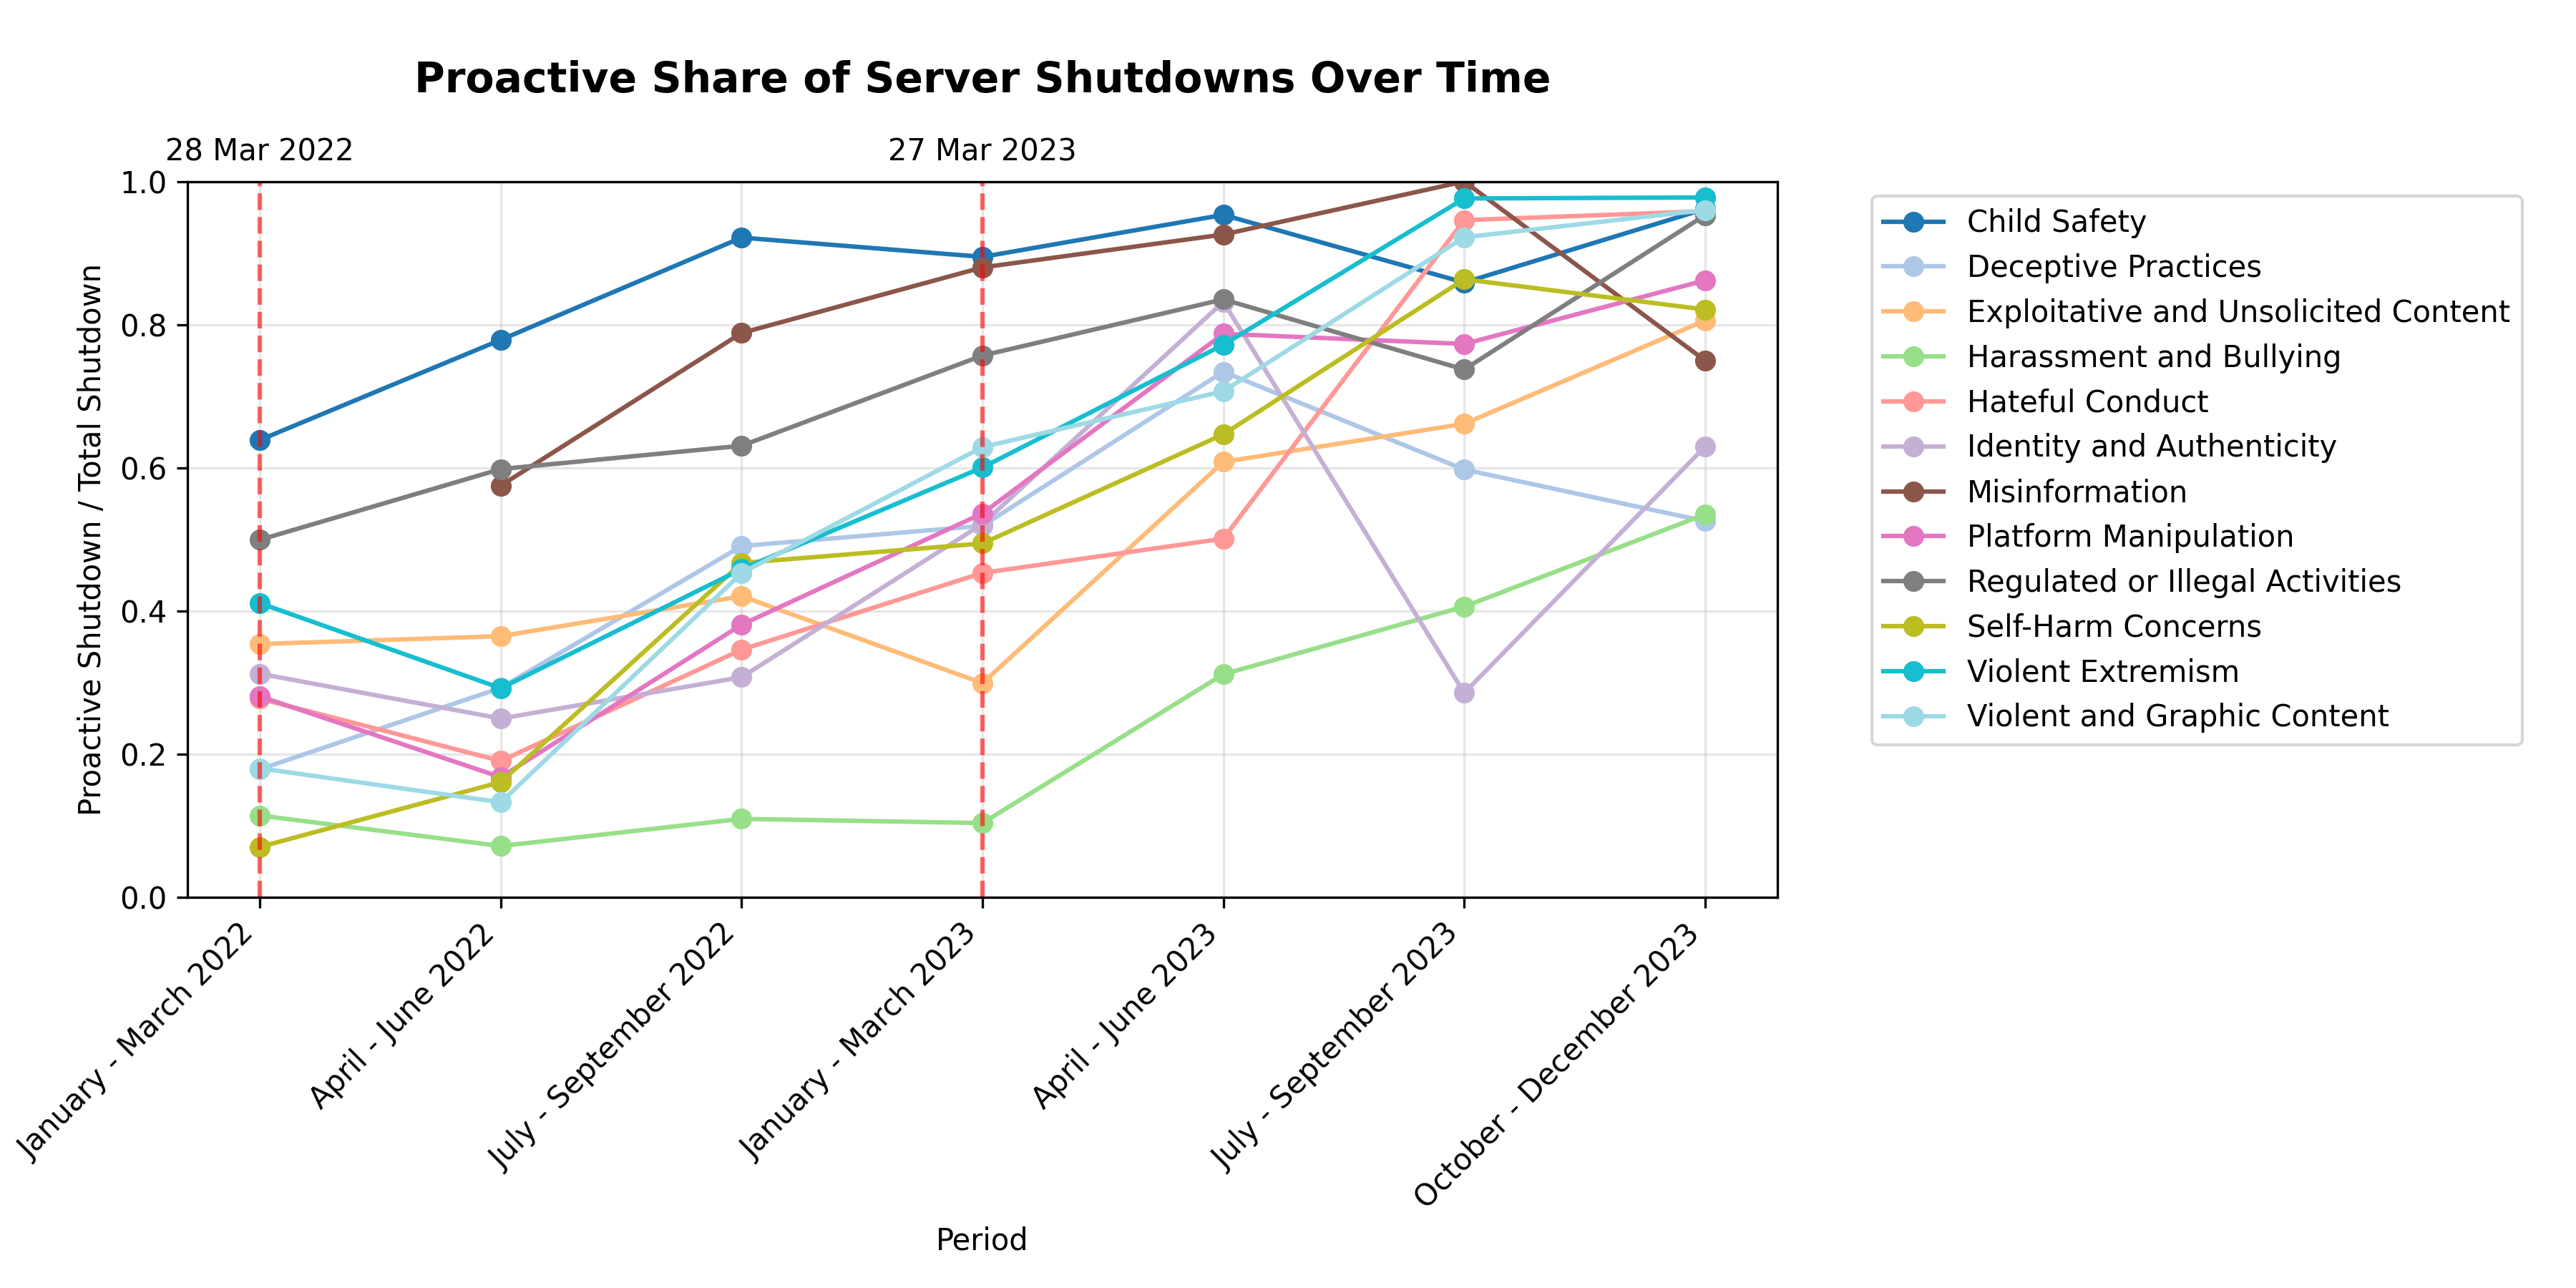 Proactive Share of Server Shutdowns Over Time
28 Mar 2022
27 Mar 2023
Proactive Shutdown / Total Shutdown
1.0
0.8
0.6
0.4
0.2
0.0
January - March 2022
April - June 2022
July - September 2022
January - March 2023
April - June 2023
July - September 2023
October - December 2023
Period
Child Safety
Deceptive Practices
Exploitative and Unsolicited Content
Harassment and Bullying
Hateful Conduct
Identity and Authenticity
Misinformation
Platform Manipulation
Regulated or Illegal Activities
Self-Harm Concerns
Violent Extremism
Violent and Graphic Content